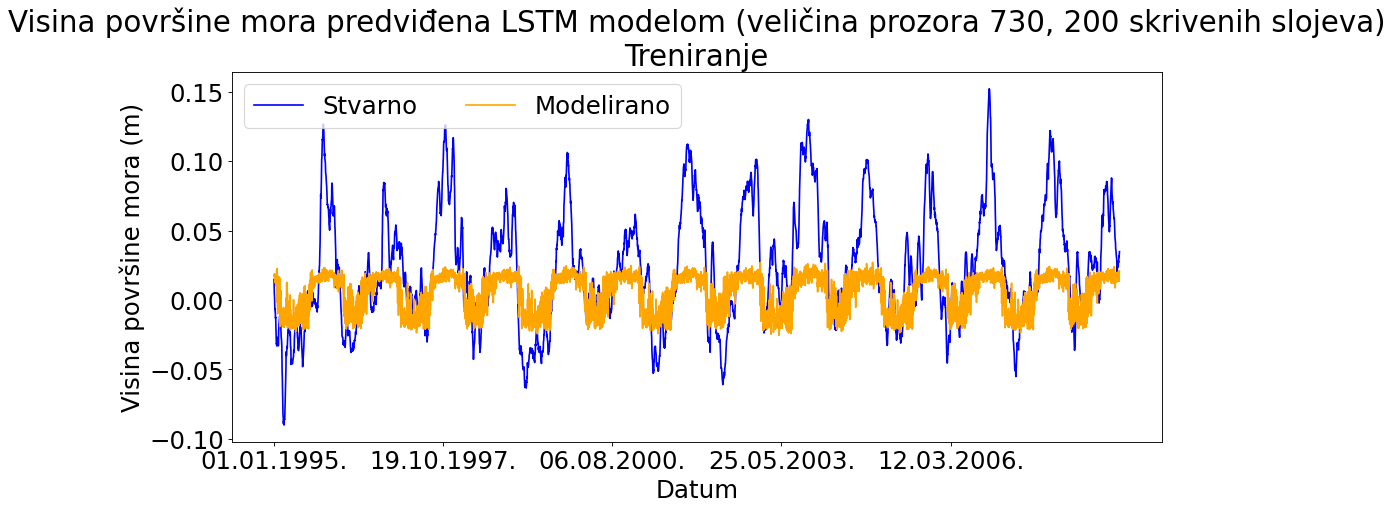 Visina površine mora predviđena LSTM modelom (veličina prozora 730, 200 skrivenih slojeva)
Treniranje
Stvarno Modelirano
Visina površine mora (m)
0.15
0.10
0.05
0.00
−0.05
−0.10
01.01.1995. 19.10.1997. 06.08.2000. 25.05.2003. 12.03.2006.
Datum